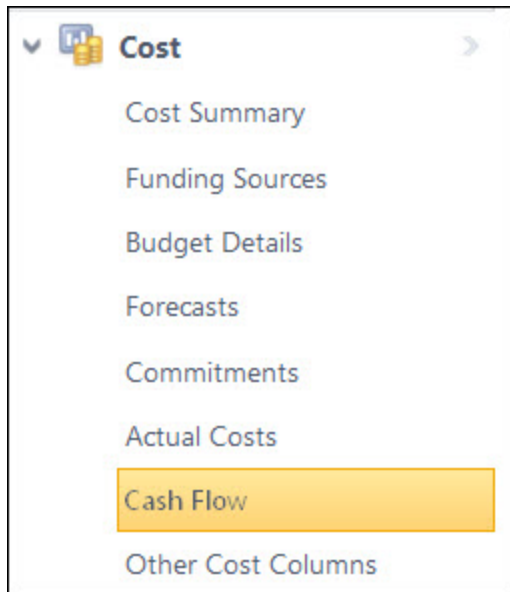 Cost
Cost Summary
Funding Sources
Budget Details
Forecasts
Commitments
Actual Costs
Cash Flow
Other Cost Columns